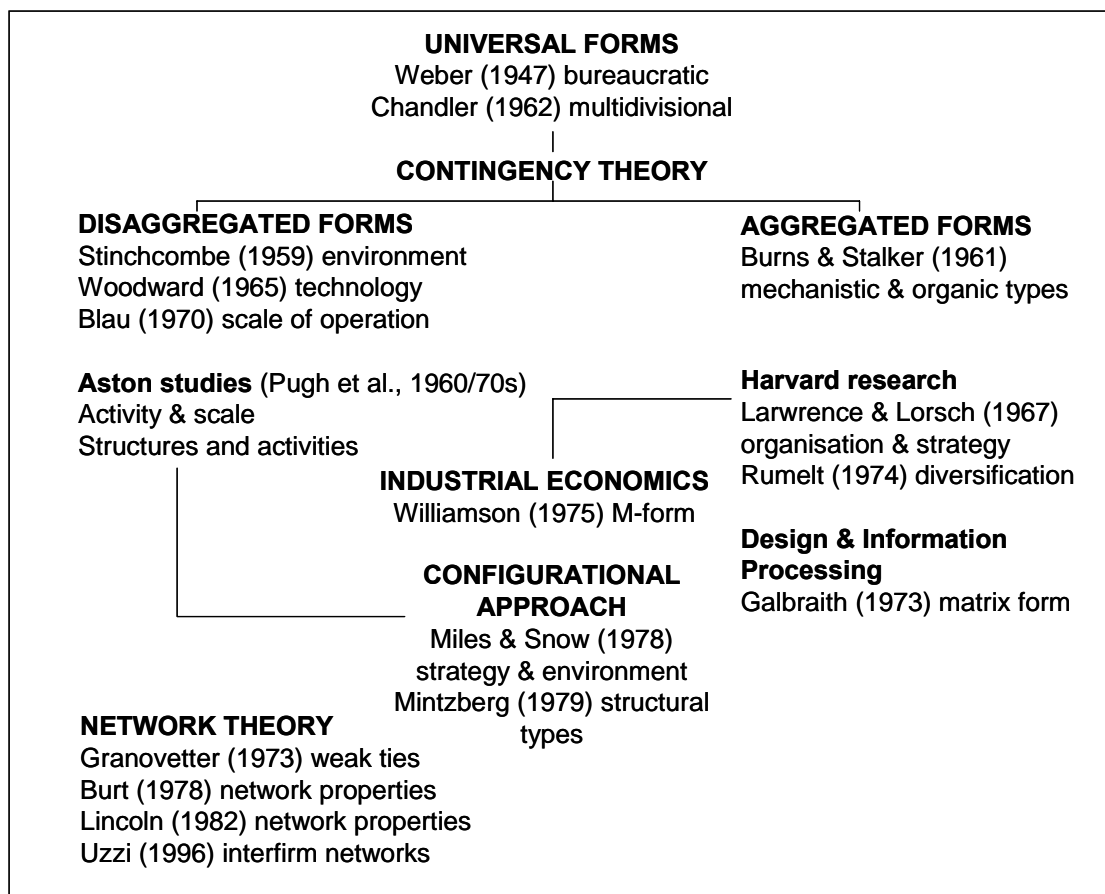 UNIVERSAL FORMS
Weber (1947) bureaucratic
Chandler (1962) multidivisional
CONTINGENCY THEORY
DISAGGREGATED FORMS
Stinchcombe (1959) environment
Woodward (1965) technology
Blau (1970) scale of operation
AGGREGATED FORMS
Burns & Stalker (1961)
mechanistic & organic types
Aston studies (Pugh et al., 1960/70s)
Activity & scale
Structures and activities
Harvard research
Larwrence & Lorsch (1967)
organisation & strategy
Rumelt (1974) diversification
INDUSTRIAL ECONOMICS
Williamson (1975) M-form
Design & Information
Processing
Galbraith (1973) matrix form
CONFIGURATIONAL
APPROACH
Miles & Snow (1978)
strategy & environment
Mintzberg (1979) structural
types
NETWORK THEORY
Granovetter (1973) weak ties
Burt (1978) network properties
Lincoln (1982) network properties
Uzzi (1996) interfirm networks